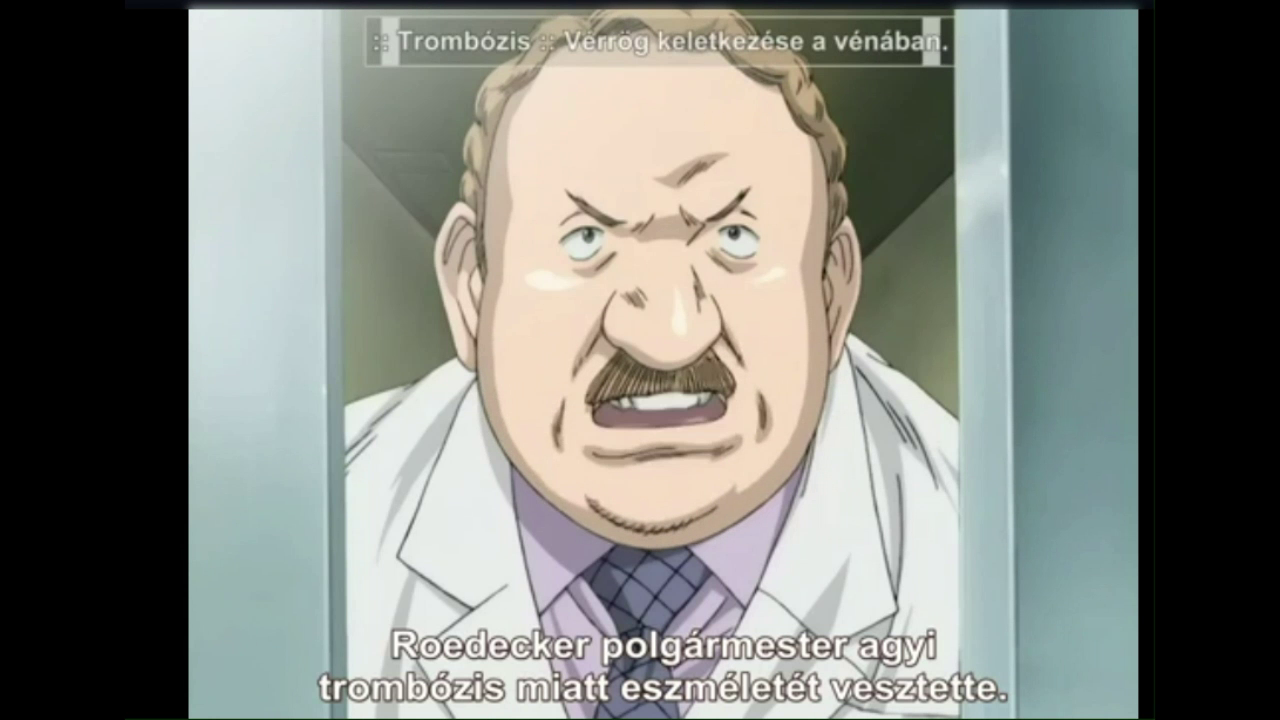 :: Trombózis :: Vérrög keletkezése a vénában.
Roedecker polgármester agyi
trombózis miatt eszméletét vesztette.